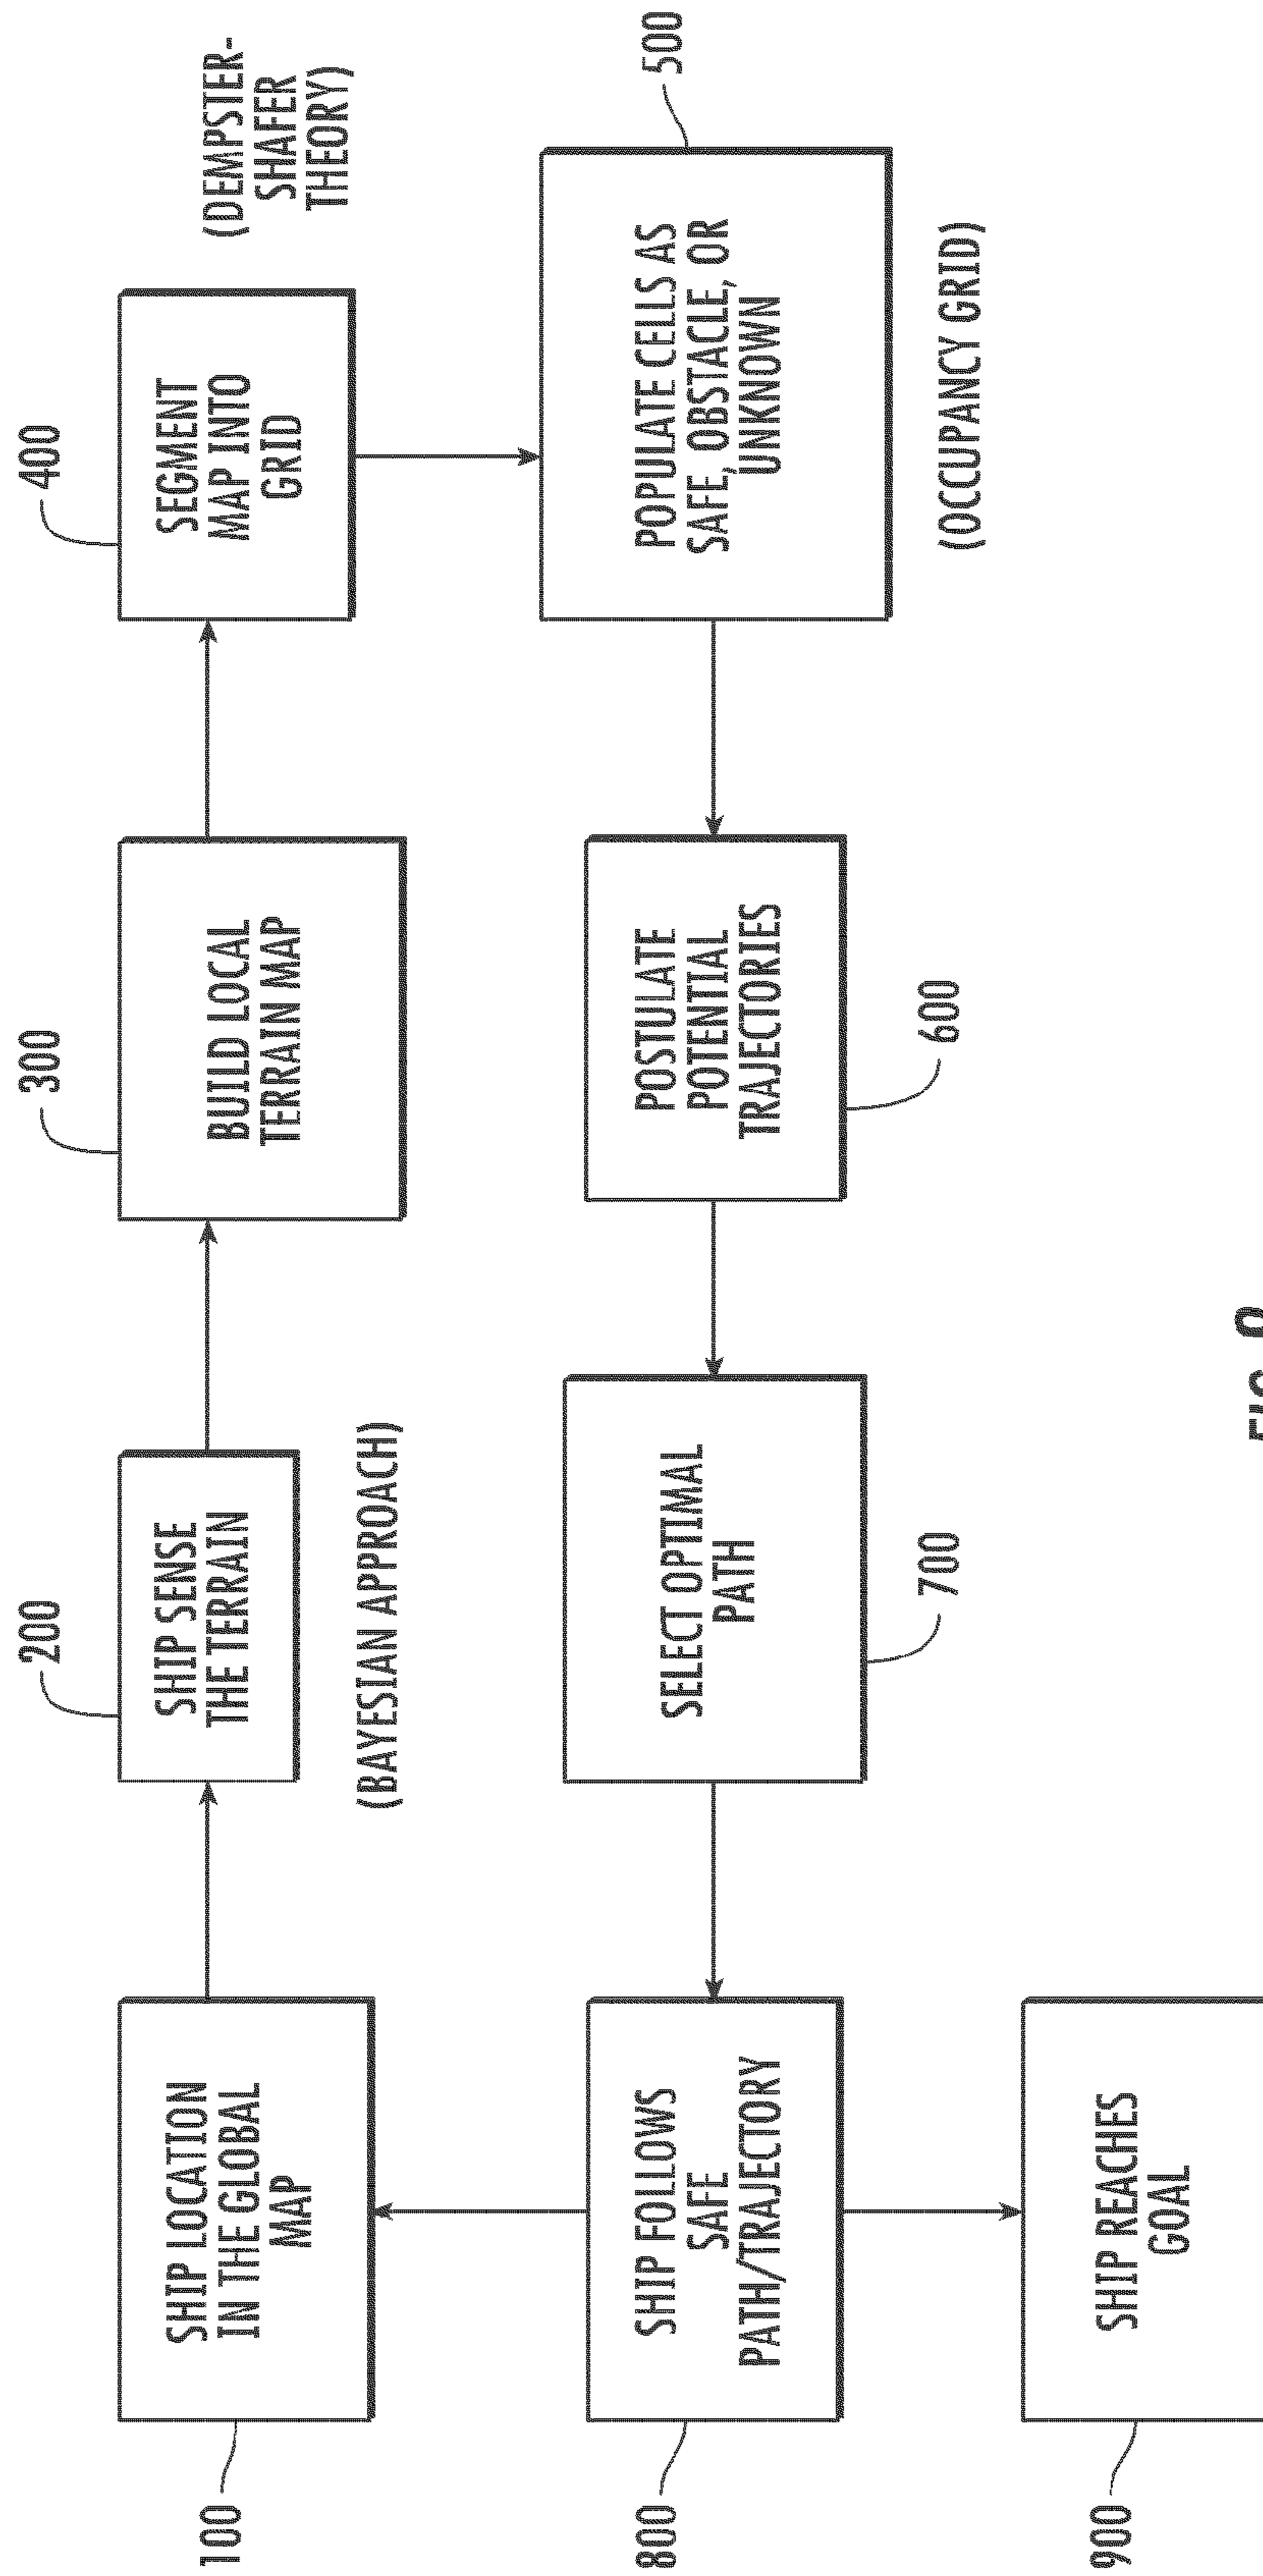 200
300
400
SHIP LOCATION
IN THE GLOBAL
MAP
100
SHIP SENSE
THE TERRAIN
(BAYESIAN APPROACH)
BUILD LOCAL
TERRAIN MAP
SEGMENT
MAP INTO
GRID
(DEMPSTER-
SHAFER
THEORY)
800
SHIP FOLLOWS
SAFE
PATH/TRAJECTORY
SELECT OPTIMAL
PATH
700
POSTULATE
POTENTIAL
TRAJECTORIES
600
POPULATE CELLS AS
SAFE, OBSTACLE, OR
UNKNOWN
500
(OCCUPANCY GRID)
900
SHIP REACHES
GOAL
FIG.